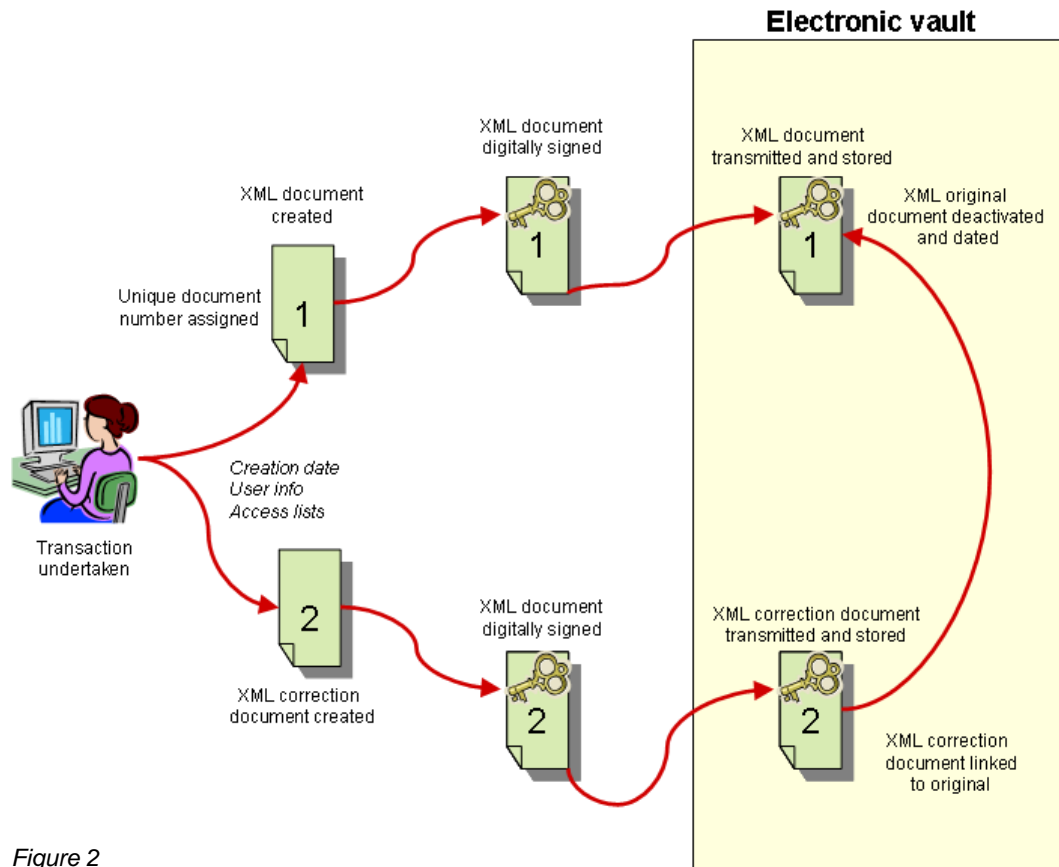 Electronic vault
XML document
digitally signed
XML document
transmitted and stored
XML document
created
XML original
document deactivated
and dated
1
1
Unique document
number assigned
1
Creation date
User info
Access lists
Transaction
undertaken
XML document
digitally signed
XML correction document
transmitted and stored
2
XML correction
document created
2
2
XML correction
document linked
to original
Figure 2